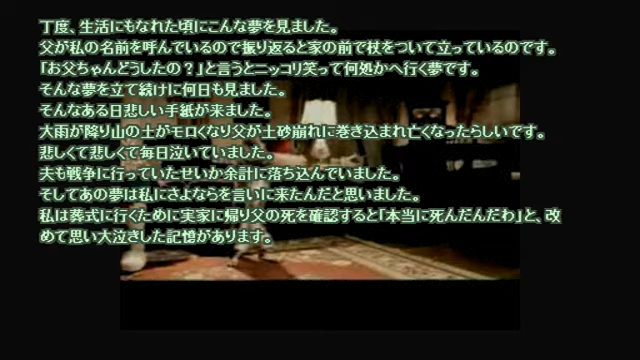 丁度、生活にもなれた頃にこんな夢を見ました。
父が私の名前を呼んでいるので振り返ると家の前で杖をついて立っているのです。
「お父ちゃんどうしたの？」と言うとニッコリ笑って何処かへ行く夢です。
そんな夢を立て続けに何日も見ました。
そんなある日悲しい手紙が来ました。
大雨が降り山の土がモロくなり父が土砂崩れに巻き込まれ亡くなったらしいです。
悲しくて悲しくて毎日泣いていました。
夫も戦争に行っていたせいか余計に落ち込んでいました。
そしてあの夢は私にさよならを言いに来たんだと思いました。
私は葬式に行くために実家に帰り父の死を確認すると「本当に死んだんだわ」と、改
めて思い大泣きした記憶があります。